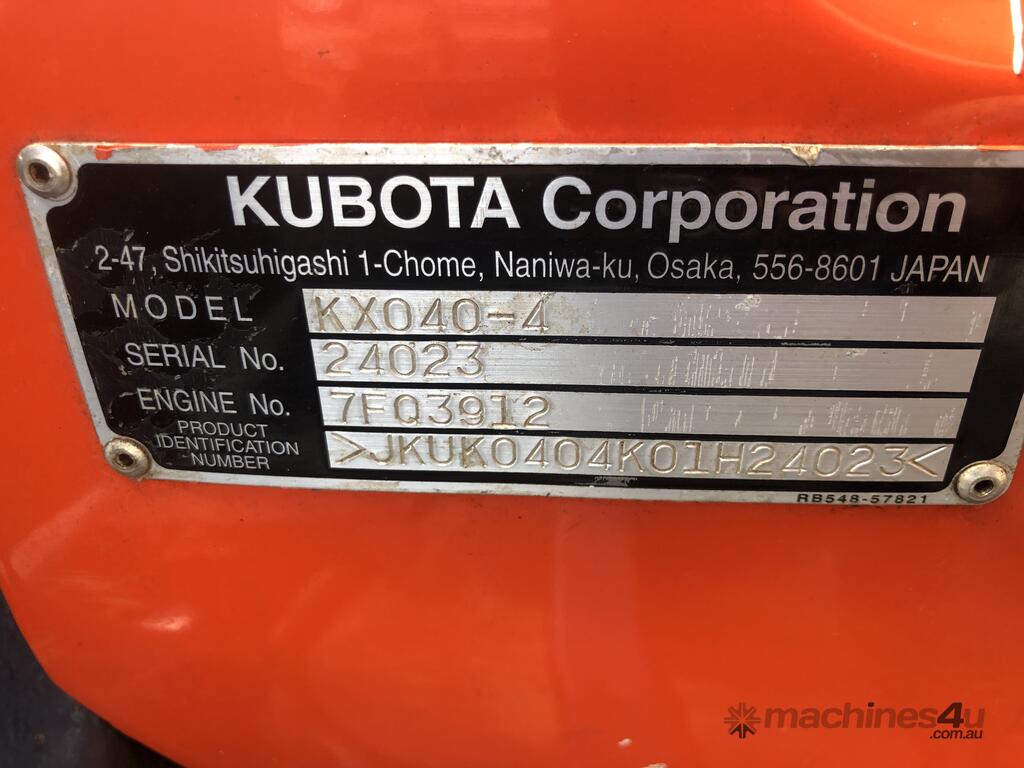 KUBOTA Corporation
2-47, Shikitsuhigashi 1-Chome, Naniwa-ku, Osaka, 556-8601 JAPAN
MODEL KX040-4
SERIAL No. 24023
ENGINE No. 7FQ3912
PRODUCT
IDENTIFICATION
NUMBER >JKUK0404K01H24023<
RB548-57821
machines4u
.com.au